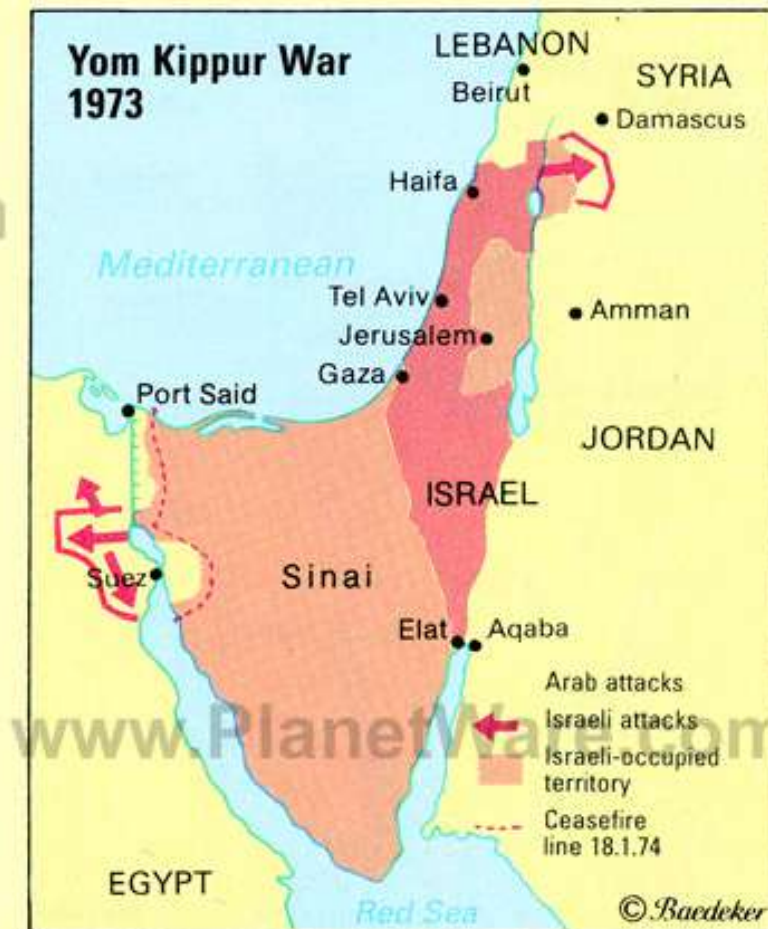 Yom Kippur War
1973
LEBANON
Beirut
SYRIA
Damascus
Haifa
Mediterranean
Tel Aviv
Amman
Jerusalem
Gaza
Port Said
JORDAN
ISRAEL
Suez
Sinai
Elat
Aqaba
Arab attacks
Israeli attacks
www.PlanetWare.com
Israeli-occupied
territory
Ceasefire
line 18.1.74
EGYPT
Red Sea
© Baedeker